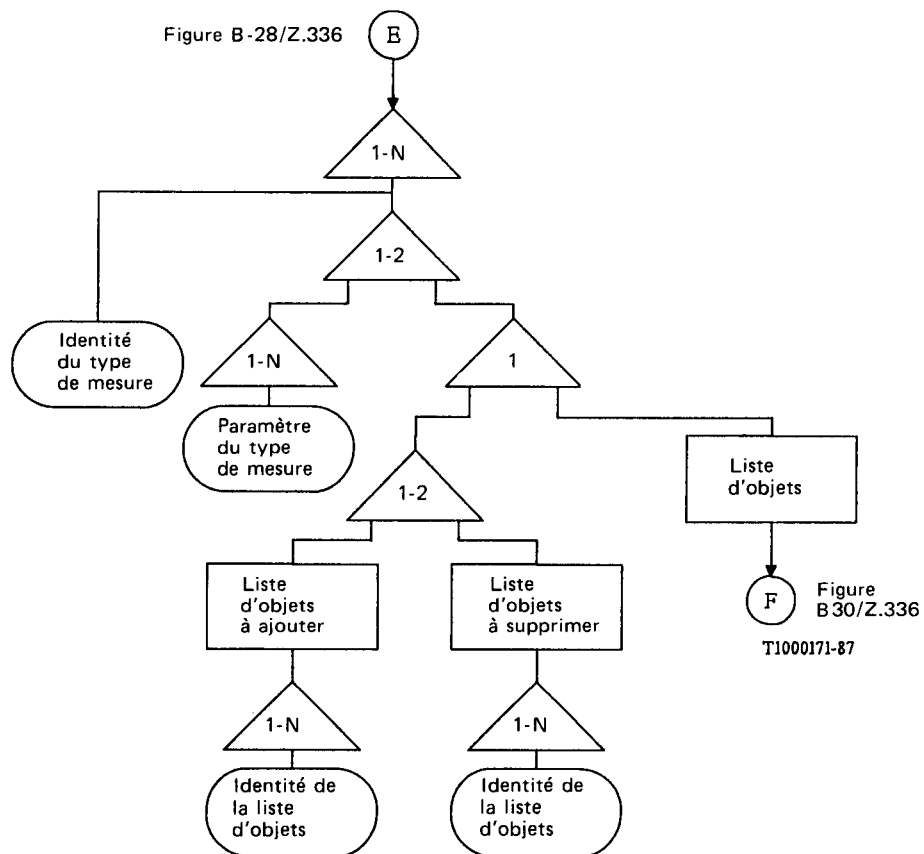 Figure B-28/Z.336
E
1-N
1-2
Identité
du type
de mesure
1-N
1
Paramètre
du type
de mesure
Liste
d'objets
1-2
Liste
d'objets
à ajouter
Liste
d'objets
à supprimer
F
Figure
B30/Z.336
T1000171-87
1-N
1-N
Identité de
la liste
d'objets
Identité de
la liste
d'objets